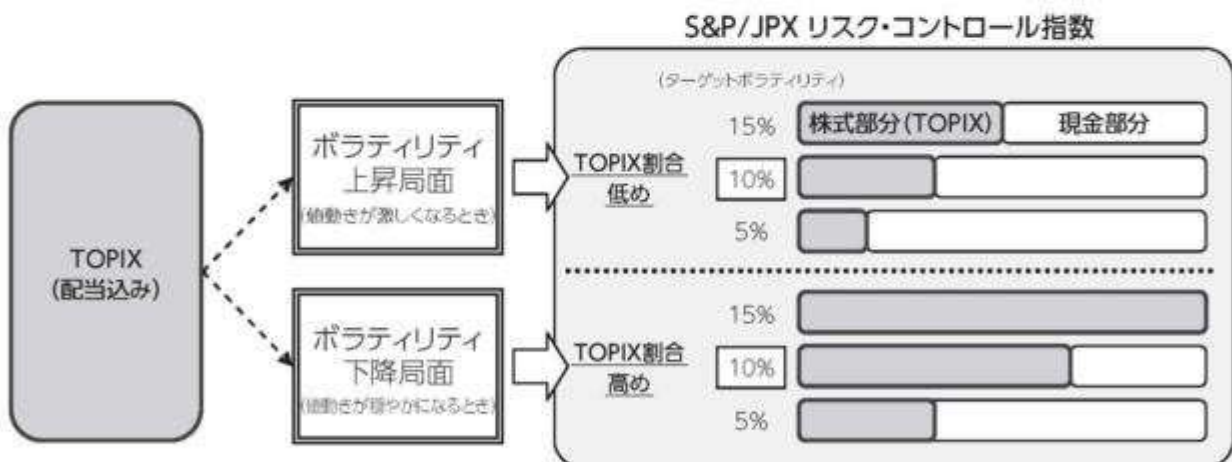 S&P/JPX リスク・コントロール指数
TOPIX
(配当込み)
ボラティリティ
上昇局面
(値動きが激しくなるとき)
ボラティリティ
下降局面
(値動きが穏やかになるとき)
(ターゲットボラティリティ)
TOPIX割合
低め
15%
株式部分(TOPIX)
現金部分
10%
5%
TOPIX割合
高め
15%
10%
5%